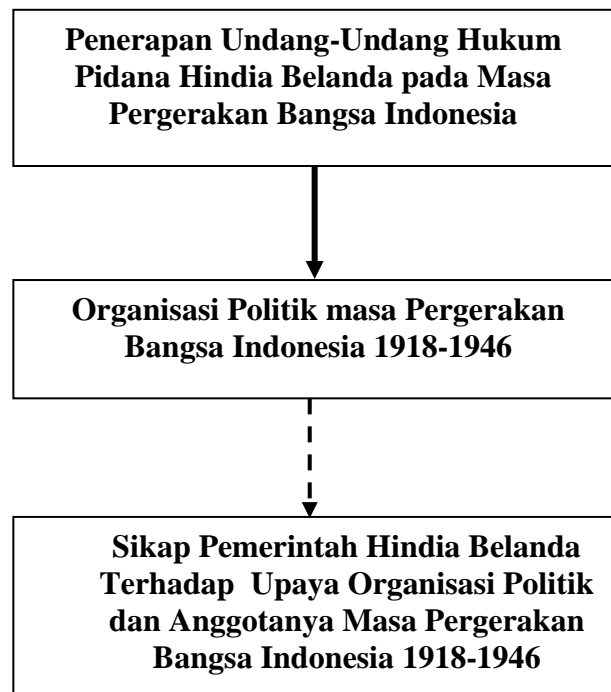 Penerapan Undang-Undang Hukum
Pidana Hindia Belanda pada Masa
Pergerakan Bangsa Indonesia
Organisasi Politik masa Pergerakan
Bangsa Indonesia 1918-1946
Sikap Pemerintah Hindia Belanda
Terhadap Upaya Organisasi Politik
dan Anggotanya Masa Pergerakan
Bangsa Indonesia 1918-1946